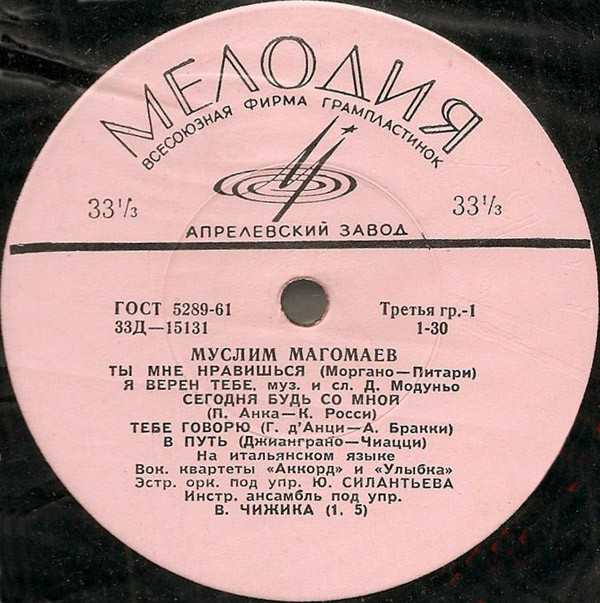 МЕЛОДИЯ
ВСЕСОЮЗНАЯ ФИРМА ГРАМПЛАСТИНОК
33⅓ 33⅓
АПРЕЛЕВСКИЙ ЗАВОД
ГОСТ 5289-61 Третья гр.-1
33Д—15131 1-30
МУСЛИМ МАГОМАЕВ
ТЫ МНЕ НРАВИШЬСЯ (Моргано—Питари)
Я ВЕРЕН ТЕБЕ, муз. и сл. Д. Модуньо
СЕГОДНЯ БУДЬ СО МНОЙ
(П. Анка—К. Росси)
ТЕБЕ ГОВОРЮ (Г. д'Анци—А. Бракки)
В ПУТЬ (Джианграно—Чиацци)
На итальянском языке
Вок. квартеты «Аккорд» и «Улыбка»
Эстр. орк. под упр. Ю. СИЛАНТЬЕВА
Инстр. ансамбль под упр.
В. ЧИЖИКА (1, 5)